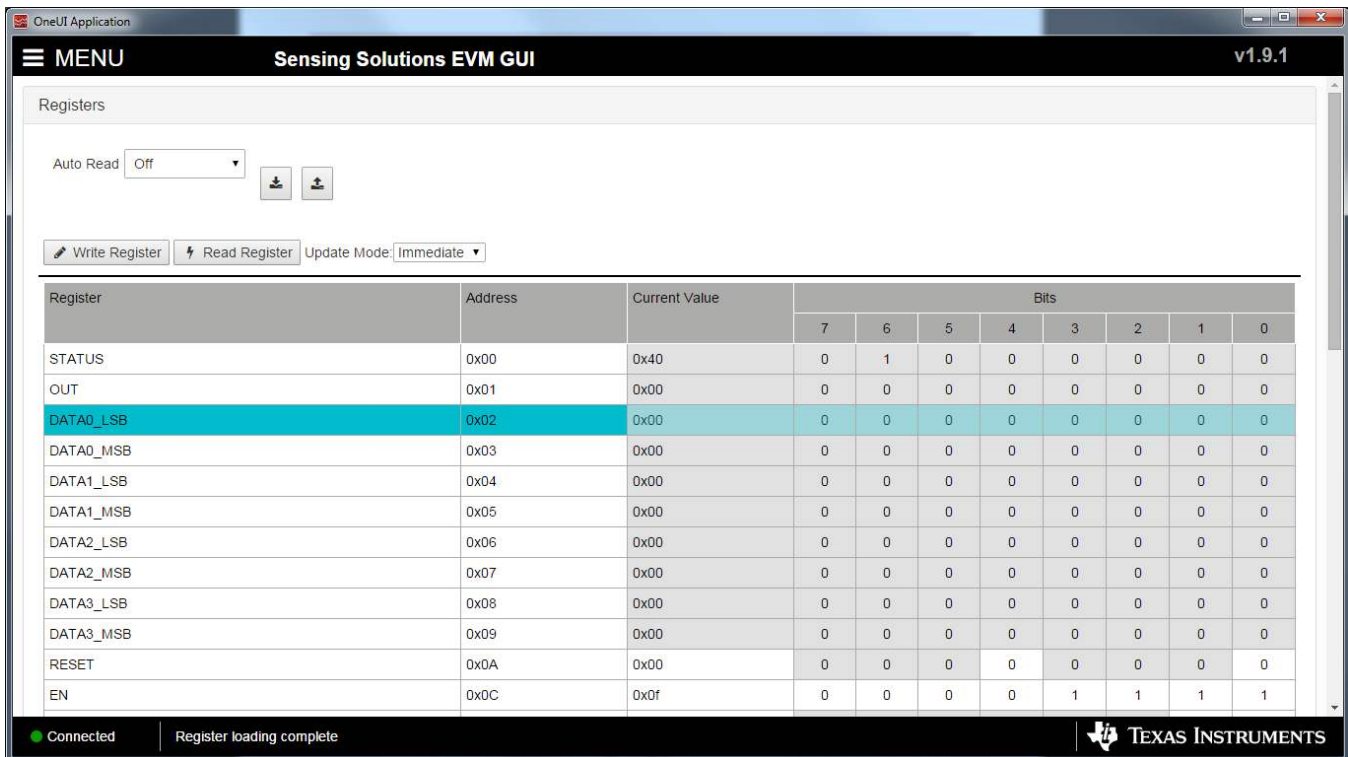 OneUI Application
MENU Sensing Solutions EVM GUI v1.9.1
Registers
Auto Read Off
Write Register Read Register Update Mode: Immediate
Register Address Current Value Bits
7 6 5 4 3 2 1 0
STATUS 0x00 0x40 0 1 0 0 0 0 0 0
OUT 0x01 0x00 0 0 0 0 0 0 0 0
DATA0_LSB 0x02 0x00 0 0 0 0 0 0 0 0
DATA0_MSB 0x03 0x00 0 0 0 0 0 0 0 0
DATA1_LSB 0x04 0x00 0 0 0 0 0 0 0 0
DATA1_MSB 0x05 0x00 0 0 0 0 0 0 0 0
DATA2_LSB 0x06 0x00 0 0 0 0 0 0 0 0
DATA2_MSB 0x07 0x00 0 0 0 0 0 0 0 0
DATA3_LSB 0x08 0x00 0 0 0 0 0 0 0 0
DATA3_MSB 0x09 0x00 0 0 0 0 0 0 0 0
RESET 0x0A 0x00 0 0 0 0 0 0 0 0
EN 0x0C 0x0f 0 0 0 0 1 1 1 1
Connected Register loading complete TEXAS INSTRUMENTS